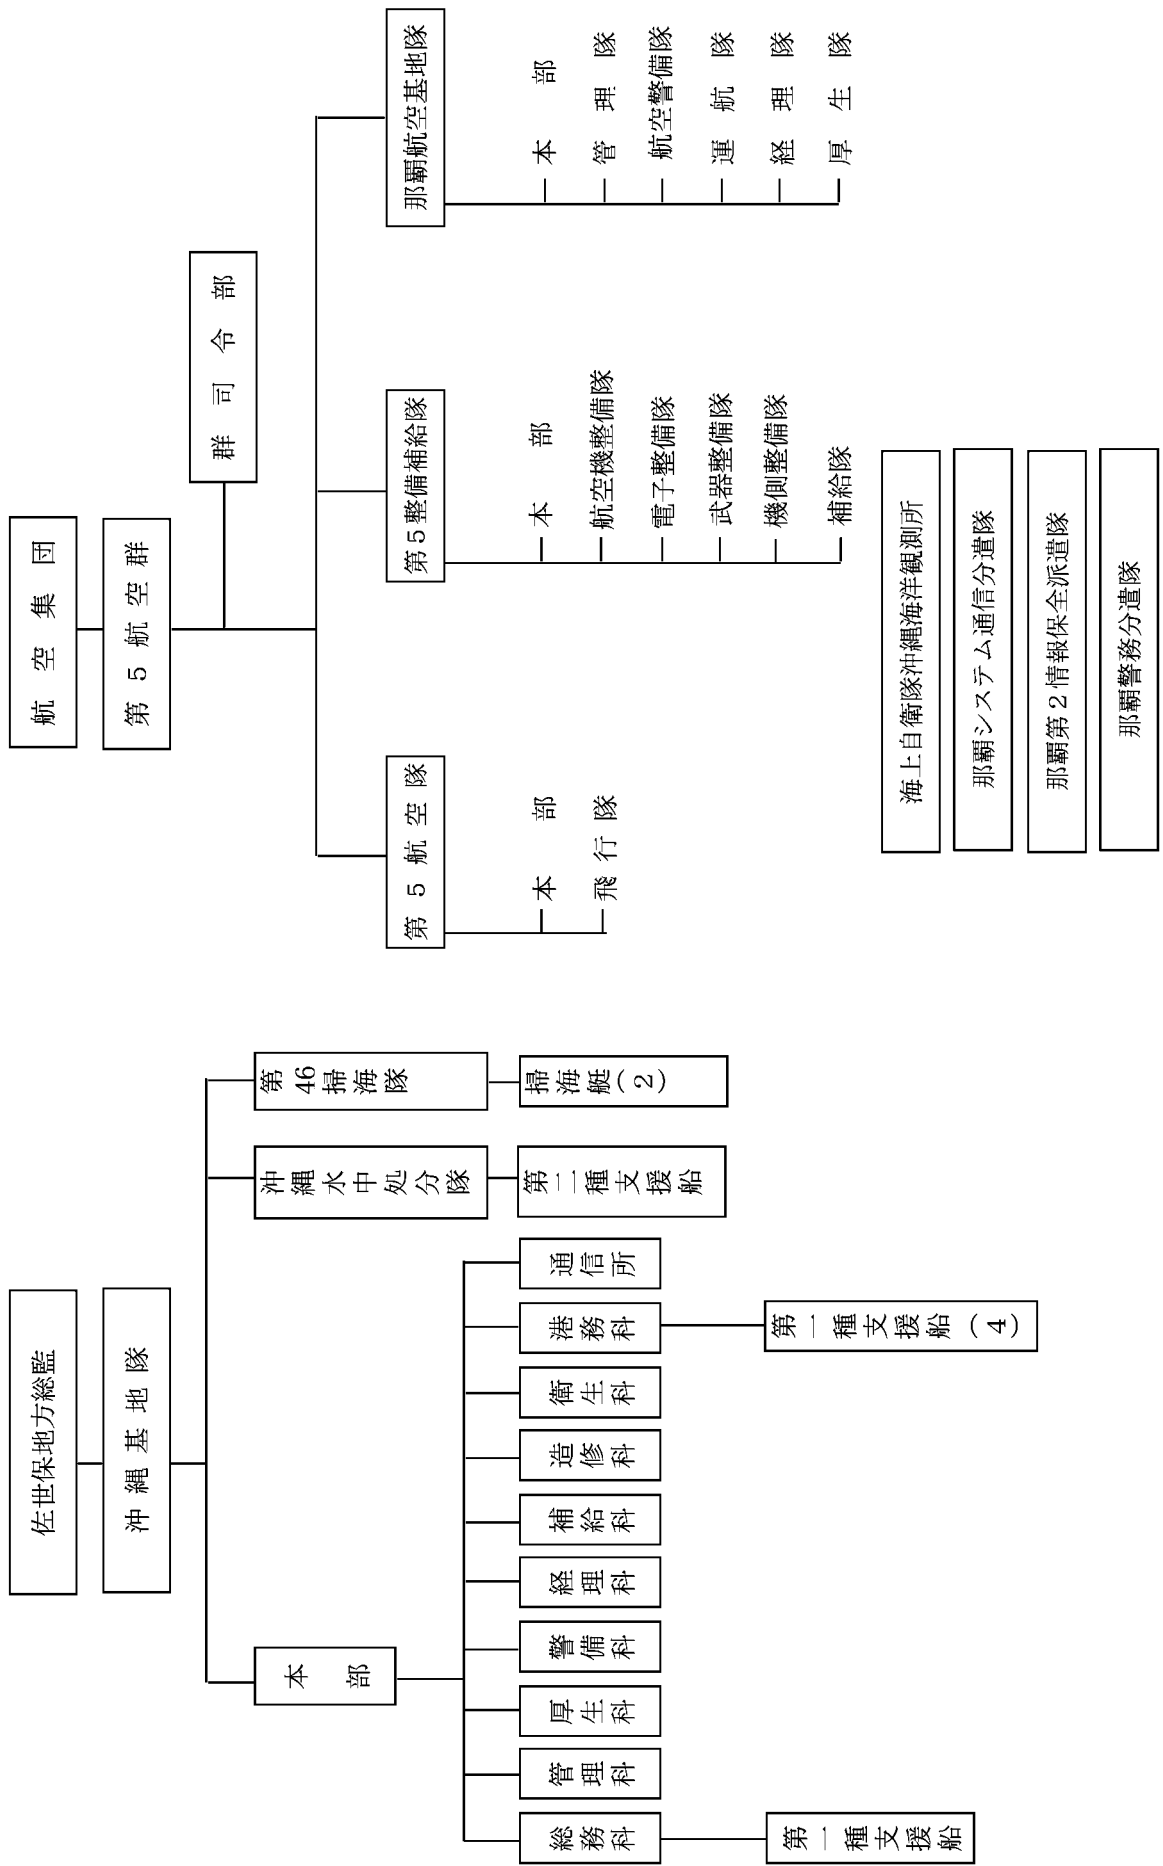 佐世保地方総監
沖縄基地隊
本部
総務科
管理科
厚生科
警備科
経理科
補給科
造修科
衛生科
港務科
通信所
第一種支援船
第一種支援船(4)
沖縄水中処分隊
第二種支援船
第46掃海隊
掃海艇(2)
航空集団
第5航空群
群司令部
第5航空隊
本部
飛行隊
第5整備補給隊
本部
航空機整備隊
電子整備隊
武器整備隊
機側整備隊
補給隊
那覇航空基地隊
本部
管理隊
航空警備隊
運航隊
経理隊
厚生隊
海上自衛隊沖縄海洋観測所
那覇システム通信分遣隊
那覇第2情報保全派遣隊
那覇警務分遣隊